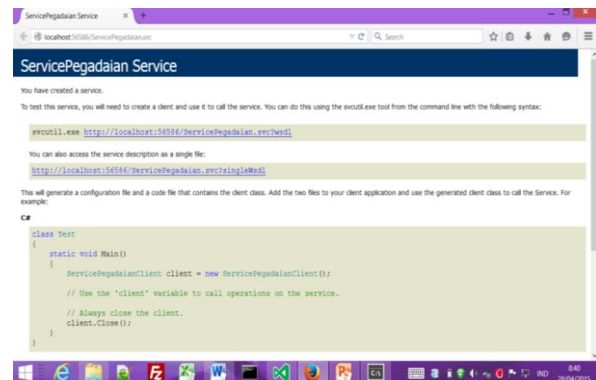 ServicePegadaian Service
localhost:56586/ServicePegadaian.svc
Search
ServicePegadaian Service
You have created a service.
To test this service, you will need to create a client and use it to call the service. You can do this using the svcutil.exe tool from the command line with the following syntax:
svcutil.exe http://localhost:56586/ServicePegadaian.svc?wsdl
You can also access the service description as a single file:
http://localhost:56586/ServicePegadaian.svc?singleWsdl
This will generate a configuration file and a code file that contains the client class. Add the two files to your client application and use the generated client class to call the Service. For
example:
C#
class Test
{
static void Main()
{
ServicePegadaianClient client = new ServicePegadaianClient();
// Use the 'client' variable to call operations on the service.
// Always close the client.
client.Close();
}
}
IND
8:40
28/04/2015